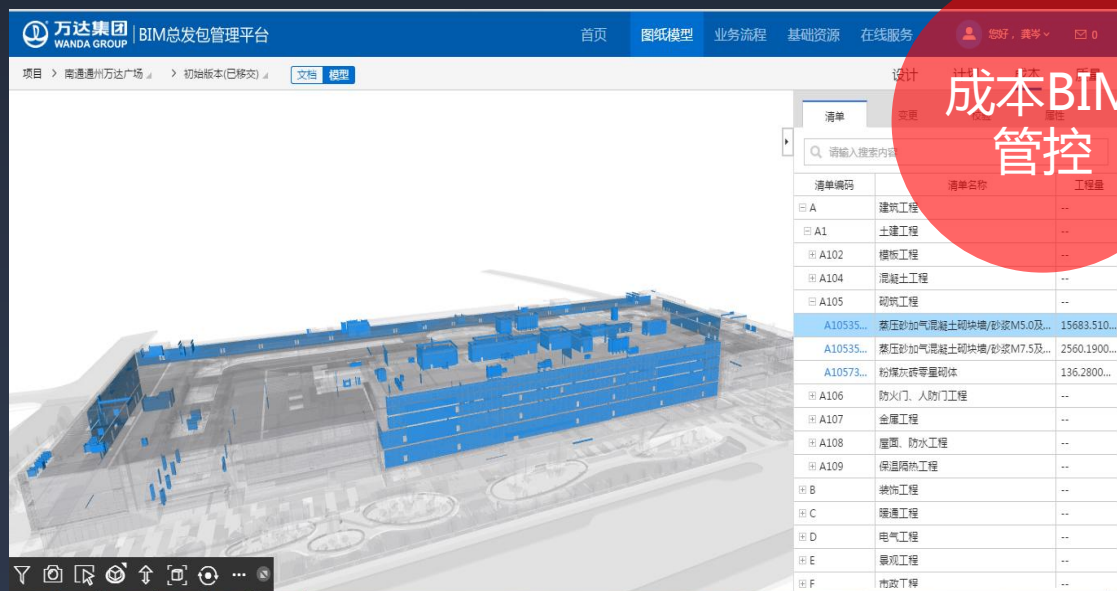 万达集团 WANDA GROUP BIM总发包管理平台 首页 图纸模型 业务流程 基础资源 在线服务 您好，龚岑 0
项目 > 南通通州万达广场 > 初始版本(已移交) 文档 模型 设计 计划 成本 质量
成本BIM
管控
清单 变更 校验 属性
请输入搜索内容
清单编码 清单名称 工程量
A 建筑工程 --
A1 土建工程 --
A102 模板工程 --
A104 混凝土工程 --
A105 砌筑工程 --
A10535... 蒸压砂加气混凝土砌块墙/砂浆M5.0及... 15683.510...
A10535... 蒸压砂加气混凝土砌块墙/砂浆M7.5及... 2560.1900...
A10573... 粉煤灰砖零星砌体 136.2800...
A106 防火门、人防门工程 --
A107 金属工程 --
A108 屋面、防水工程 --
A109 保温隔热工程 --
B 装饰工程 --
C 暖通工程 --
D 电气工程 --
E 景观工程 --
F 市政工程 --